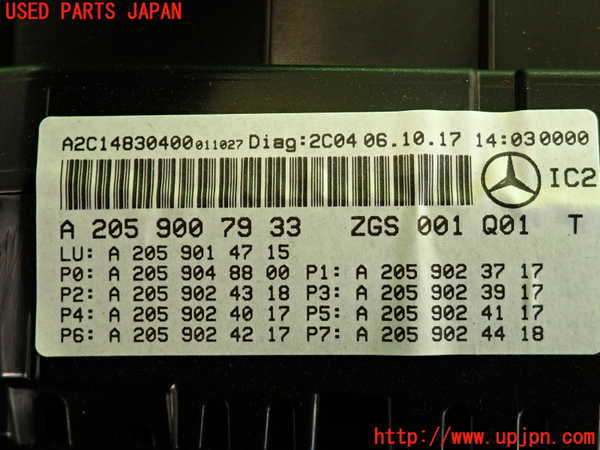 USED PARTS JAPAN
A2C14830400011027 Diag:2C04 06.10.17 14:030000
IC2
A 205 900 79 33 ZGS 001 Q01 T
LU: A 205 901 47 15
P0: A 205 904 88 00 P1: A 205 902 37 17
P2: A 205 902 43 18 P3: A 205 902 39 17
P4: A 205 902 40 17 P5: A 205 902 41 17
P6: A 205 902 42 17 P7: A 205 902 44 18
UPJ
http://www.upjpn.com/